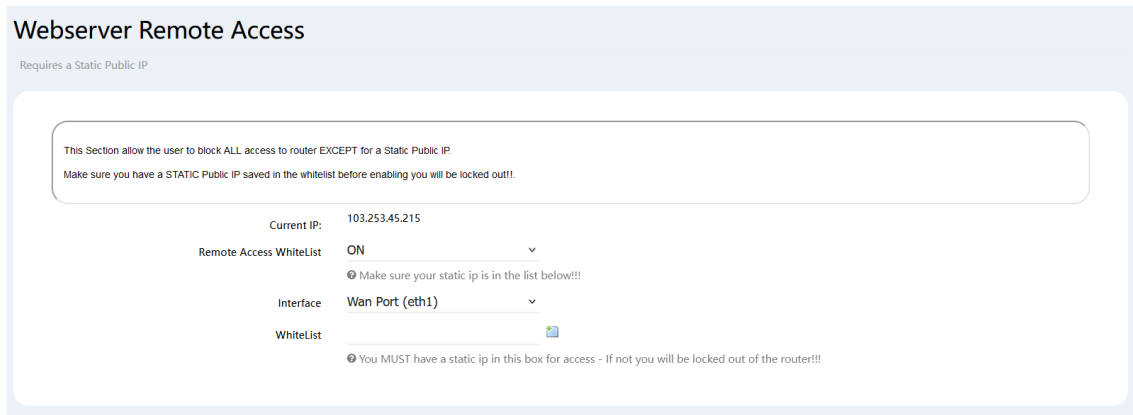 Webserver Remote Access
Requires a Static Public IP
This Section allow the user to block ALL access to router EXCEPT for a Static Public IP.
Make sure you have a STATIC Public IP saved in the whitelist before enabling you will be locked out!!.
Current IP: 103.253.45.215
Remote Access WhiteList ON
Make sure your static ip is in the list below!!!
Interface Wan Port (eth1)
WhiteList
You MUST have a static ip in this box for access - If not you will be locked out of the router!!!